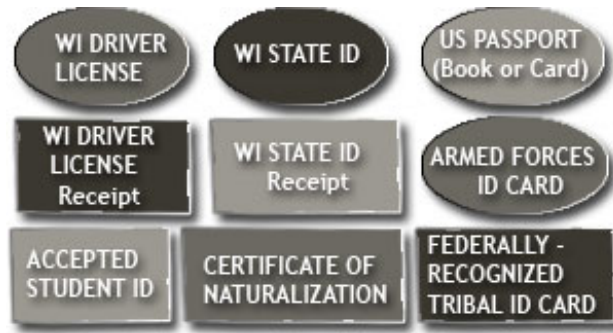 WI DRIVER
LICENSE
WI STATE ID
US PASSPORT
(Book or Card)
WI DRIVER
LICENSE
Receipt
WI STATE ID
Receipt
ARMED FORCES
ID CARD
ACCEPTED
STUDENT ID
CERTIFICATE OF
NATURALIZATION
FEDERALLY -
RECOGNIZED
TRIBAL ID CARD